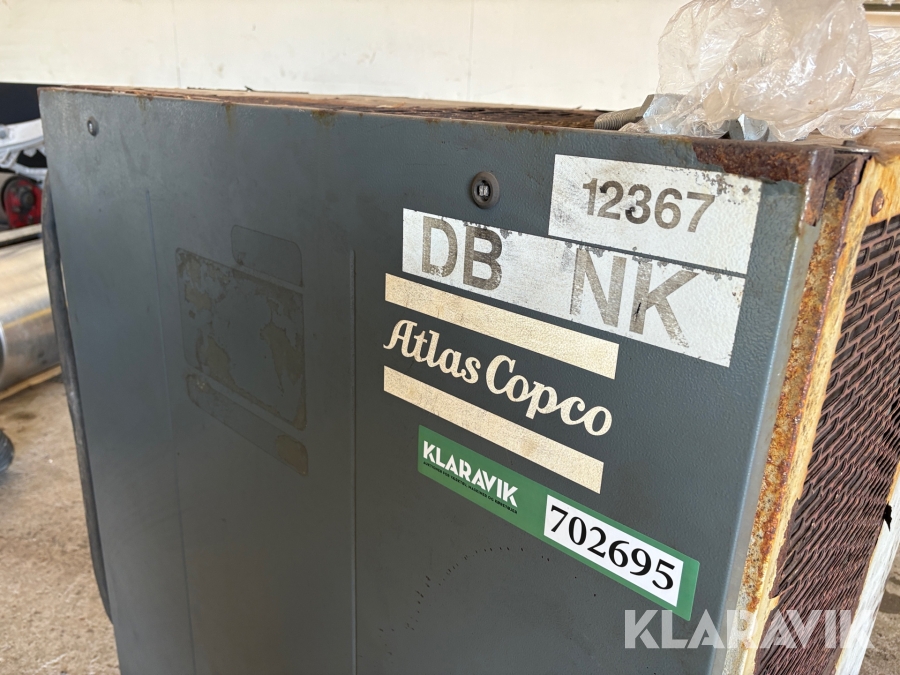 12367
DB NK
Atlas Copco
KLARAVIK
702695
KLARAVIK